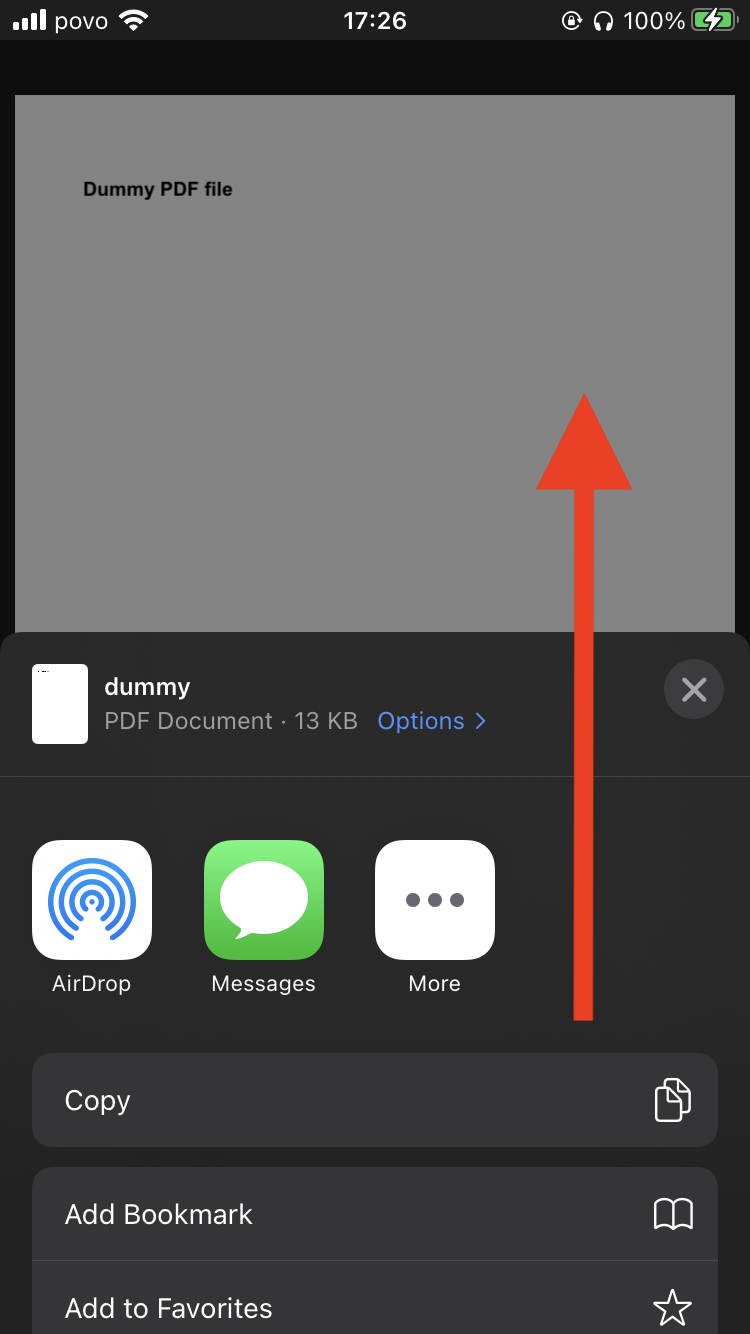 povo 17:26 100%
Dummy PDF file
dummy
PDF Document · 13 KB Options
AirDrop Messages More
Copy
Add Bookmark
Add to Favorites